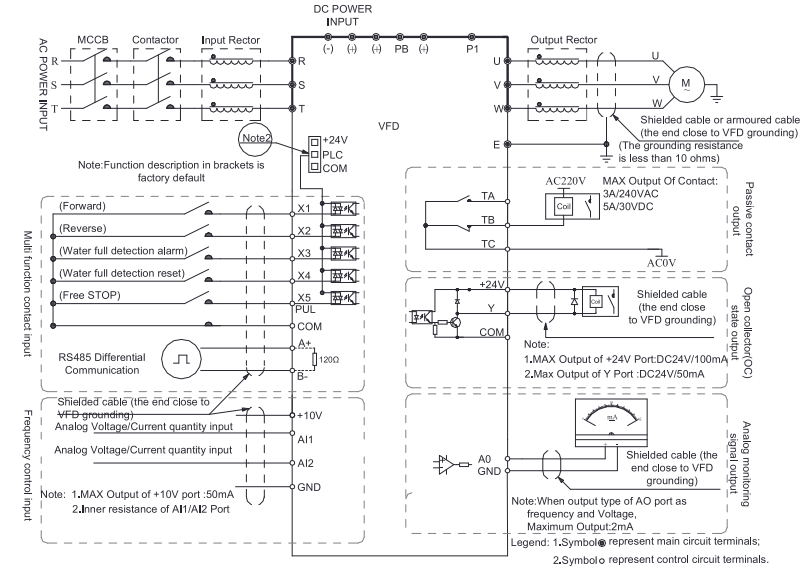 DC POWER
INPUT
(-) (+) (+) PB (+) P1
AC POWER INPUT
MCCB Contactor Input Rector
R
S
T
R
S
T
VFD
Output Rector
U
V
W
U
V
W
M
~
E
Shielded cable or armoured cable
(the end close to VFD grounding)
(The grounding resistance
is less than 10 ohms)
Note2
+24V
PLC
COM
Note:Function description in brackets is
factory default
Multi function contact input
(Forward)
X1
(Reverse)
X2
(Water full detection alarm)
X3
(Water full detection reset)
X4
(Free STOP)
X5
PUL
COM
RS485 Differential
Communication
A+
120Ω
B-
Shielded cable (the end close to
VFD grounding)
Frequency control input
+10V
Analog Voltage/Current quantity input
AI1
Analog Voltage/Current quantity input
AI2
GND
Note: 1.MAX Output of +10V port :50mA
2.Inner resistance of AI1/AI2 Port
Passive contact
output
TA
TB
TC
AC220V
Coil
MAX Output Of Contact:
3A/240VAC
5A/30VDC
AC0V
Open collector(OC)
state output
+24V
Y
COM
Coil
Shielded cable
(the end close
to VFD grounding)
Note:
1.MAX Output of +24V Port:DC24V/100mA
2.Max Output of Y Port :DC24V/50mA
Analog monitoring
signal output
mA
A0
GND
Shielded cable (the
end close to VFD
grounding)
Note:When output type of AO port as
frequency and Voltage,
Maximum Output:2mA
Legend: 1.Symbol represent main circuit terminals;
2.Symbol represent control circuit terminals.